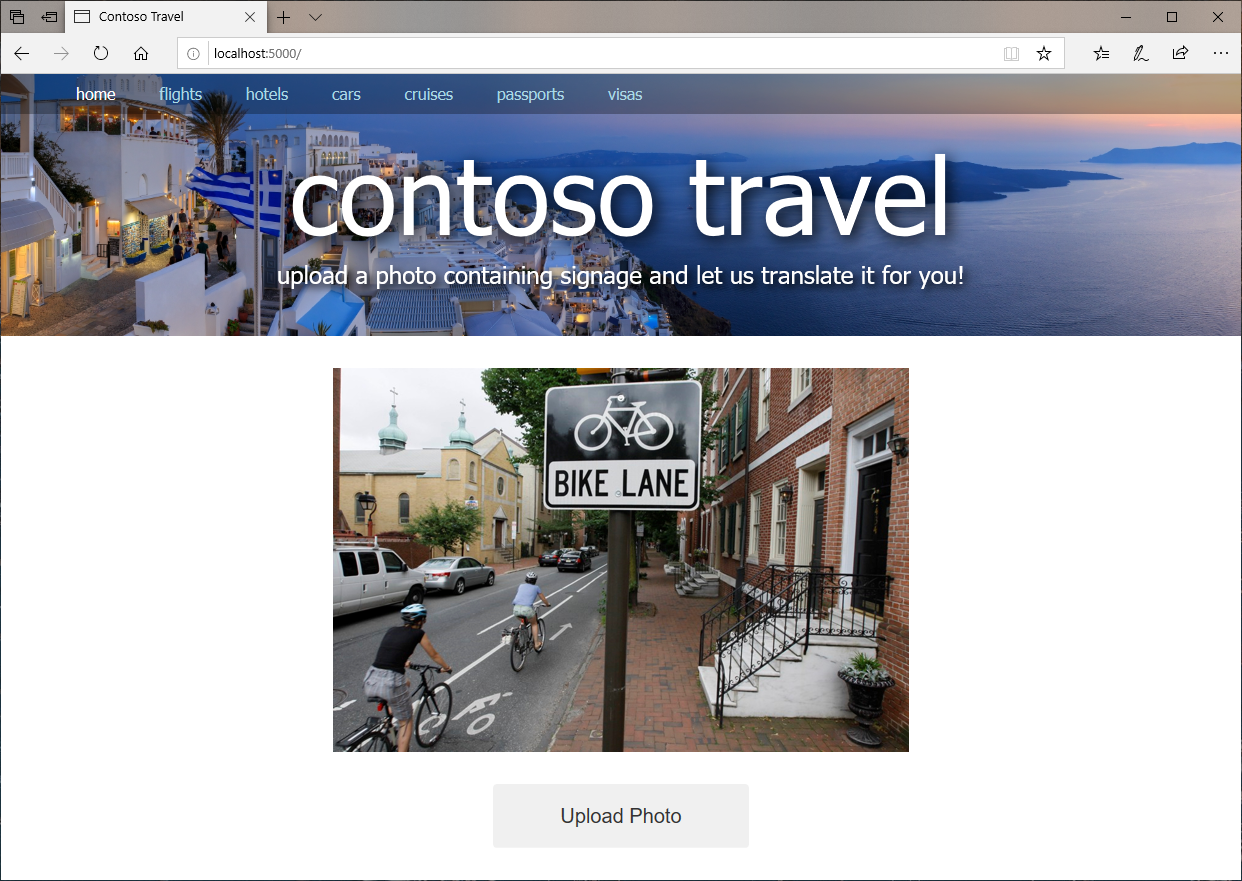 Contoso Travel
localhost:5000/
home flights hotels cars cruises passports visas
contoso travel
upload a photo containing signage and let us translate it for you!
BIKE LANE
Upload Photo